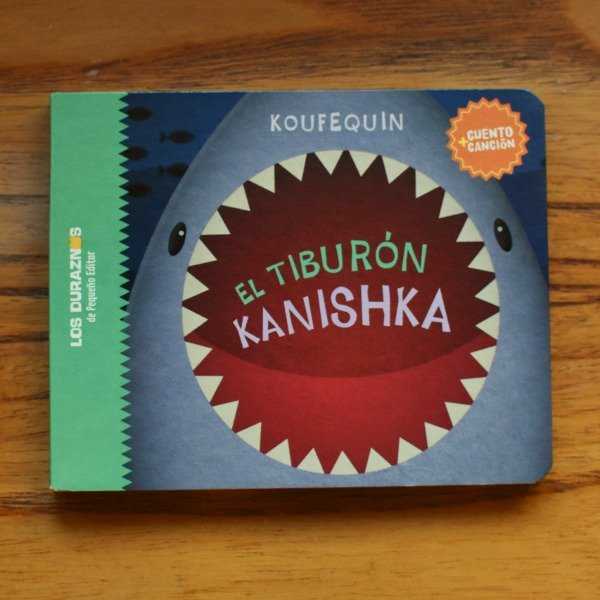 KOUFEQUIN
CUENTO
+ CANCIÓN
EL TIBURÓN
KANISHKA
LOS DURAZNOS
de Pequeño Editor